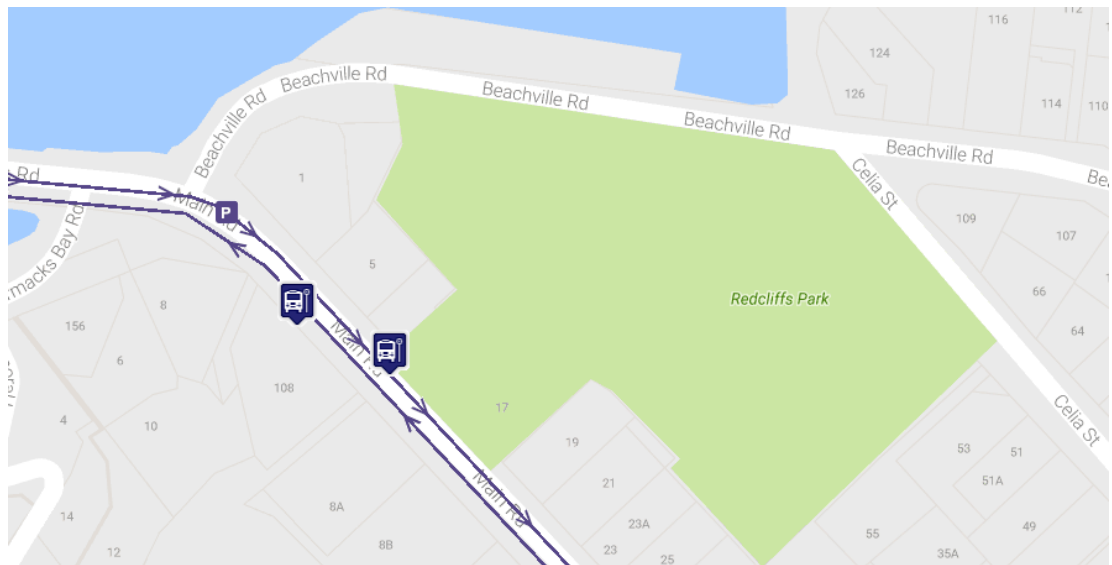 116
112
124
Beachville Rd
126
114
110
Beachville Rd
Beachville Rd
Beachville Rd
Beachville Rd
Rd
1
Celia St
Main Rd
P
109
107
5
66
Redcliffs Park
8
64
156
Main Rd
6
108
17
4
10
Celia St
19
53
51
21
51A
Main Rd
8A
14
23A
49
55
23
8B
25
35A
12